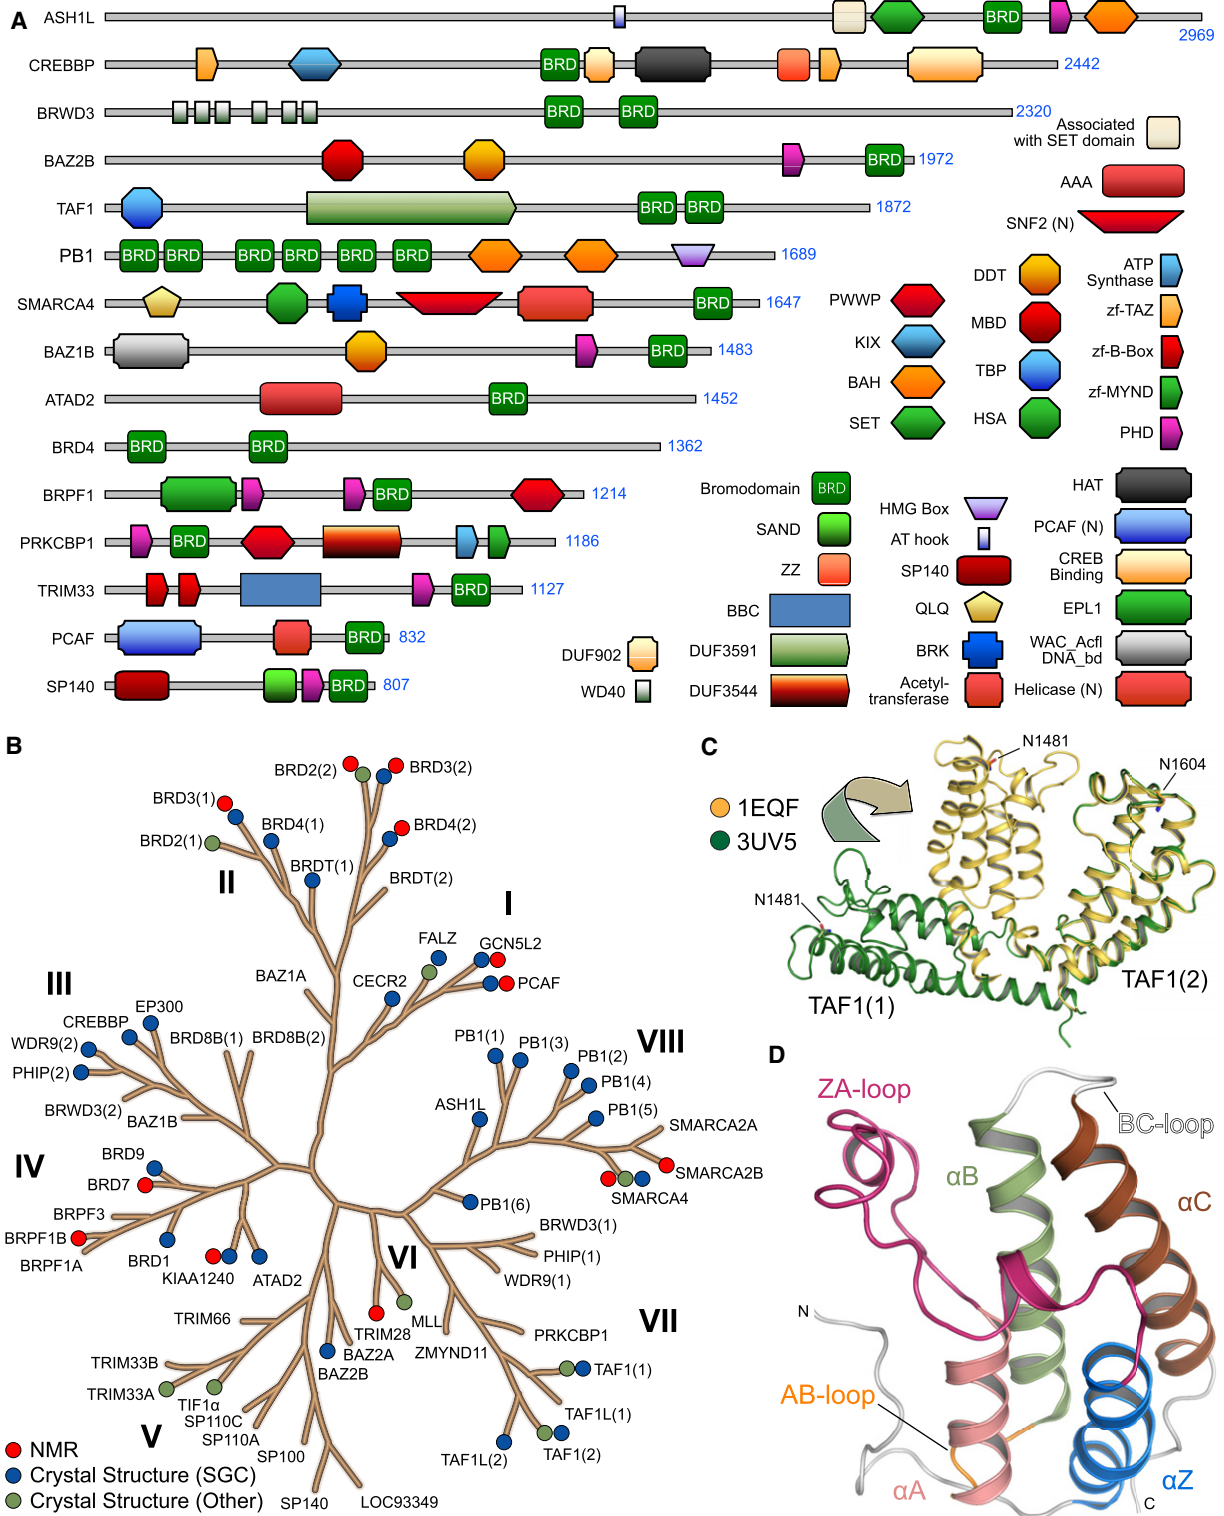 A
ASH1L
2969
CREBBP
BRD
2442
BRWD3
BRD
BRD
2320
BAZ2B
BRD
1972
TAF1
BRD
BRD
1872
PB1
BRD
BRD
BRD
BRD
BRD
BRD
1689
SMARCA4
BRD
1647
BAZ1B
BRD
1483
ATAD2
BRD
1452
BRD4
BRD
BRD
1362
BRPF1
BRD
1214
PRKCBP1
BRD
1186
TRIM33
BRD
1127
PCAF
BRD
832
SP140
BRD
807
BRD
Associated
with SET domain
AAA
SNF2 (N)
PWWP
KIX
BAH
SET
DDT
MBD
TBP
HSA
ATP
Synthase
zf-TAZ
zf-B-Box
zf-MYND
PHD
Bromodomain
BRD
SAND
ZZ
BBC
DUF3591
DUF3544
DUF902
WD40
HMG Box
AT hook
SP140
QLQ
BRK
Acetyl-
transferase
HAT
PCAF (N)
CREB
Binding
EPL1
WAC_Acfl
DNA_bd
Helicase (N)
B
BRD2(2)
BRD3(2)
BRD3(1)
BRD4(1)
BRD4(2)
BRD2(1)
BRDT(1)
BRDT(2)
II
I
FALZ
GCN5L2
BAZ1A
CECR2
PCAF
III
EP300
CREBBP
WDR9(2)
BRD8B(1)
BRD8B(2)
PHIP(2)
BRWD3(2)
BAZ1B
PB1(1)
PB1(3)
VIII
PB1(2)
PB1(4)
ASH1L
PB1(5)
SMARCA2A
SMARCA2B
SMARCA4
PB1(6)
IV
BRD9
BRD7
BRPF3
BRPF1B
BRPF1A
BRD1
KIAA1240
ATAD2
BRWD3(1)
PHIP(1)
WDR9(1)
VI
TRIM28
MLL
ZMYND11
VII
PRKCBP1
TAF1(1)
TAF1L(1)
TAF1(2)
TAF1L(2)
TRIM66
TRIM33B
TRIM33A
TIF1α
BAZ2A
BAZ2B
SP110C
SP110A
SP100
SP140
LOC93349
V
NMR
Crystal Structure (SGC)
Crystal Structure (Other)
C
1EQF
3UV5
N1481
N1604
N1481
TAF1(1)
TAF1(2)
D
ZA-loop
BC-loop
αB
αC
N
AB-loop
αA
αZ
C